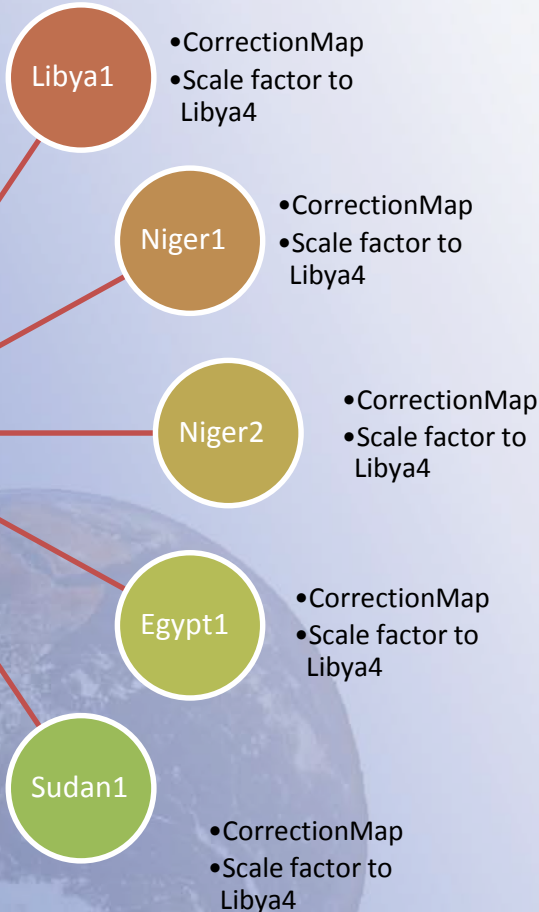 Libya1
•CorrectionMap
•Scale factor to
Libya4
Niger1
•CorrectionMap
•Scale factor to
Libya4
Niger2
•CorrectionMap
•Scale factor to
Libya4
Egypt1
•CorrectionMap
•Scale factor to
Libya4
Sudan1
•CorrectionMap
•Scale factor to
Libya4